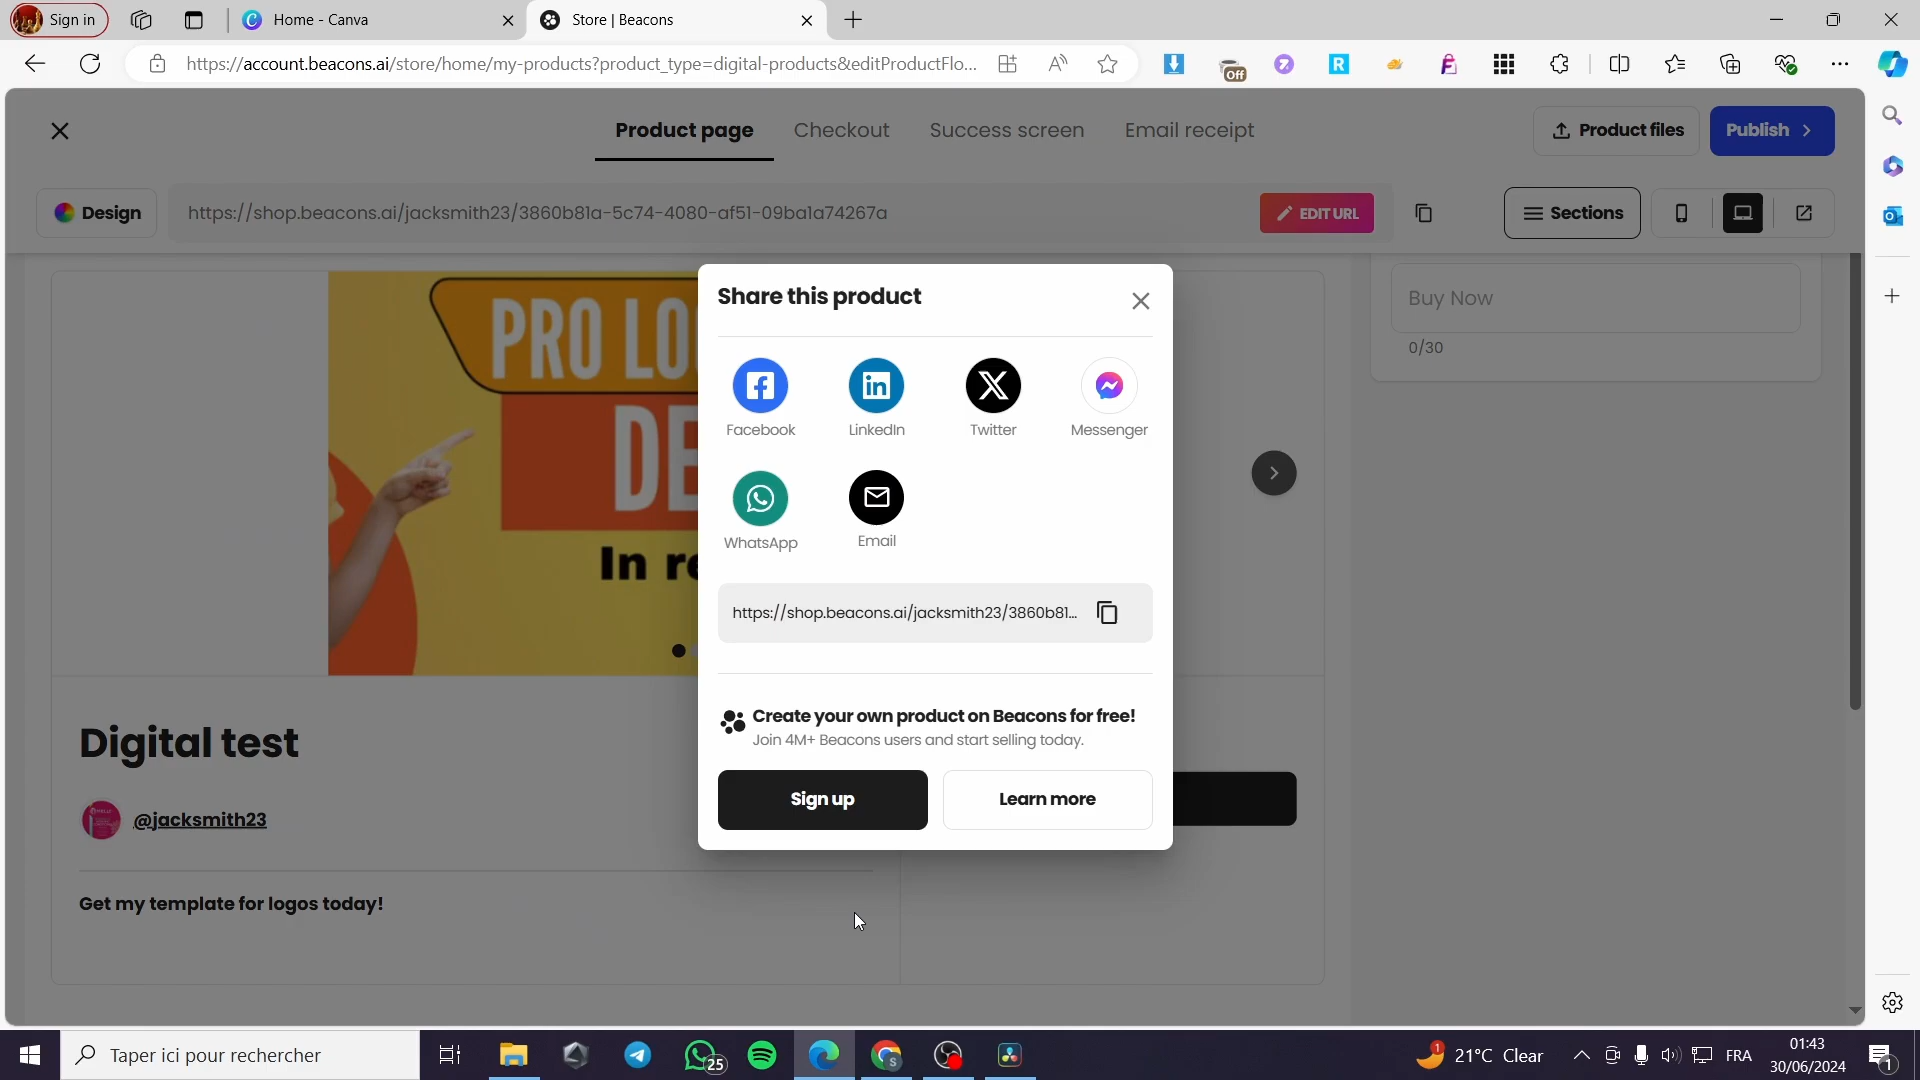 Sign in
Home - Canva
Store | Beacons
https://account.beacons.ai/store/home/my-products?product_type=digital-products&editProductFlo...
Off
Product page
Checkout
Success screen
Email receipt
Product files
Publish
Design
https://shop.beacons.ai/jacksmith23/3860b81a-5c74-4080-af51-09ba1a74267a
EDIT URL
Sections
PRO LO
DE
In re
Share this product
Facebook
LinkedIn
Twitter
Messenger
WhatsApp
Email
https://shop.beacons.ai/jacksmith23/3860b81...
Create your own product on Beacons for free!
Join 4M+ Beacons users and start selling today.
Sign up
Learn more
Buy Now
0/30
Digital test
@jacksmith23
Get my template for logos today!
Taper ici pour rechercher
25
1
21°C Clear
FRA
01:43
30/06/2024
1